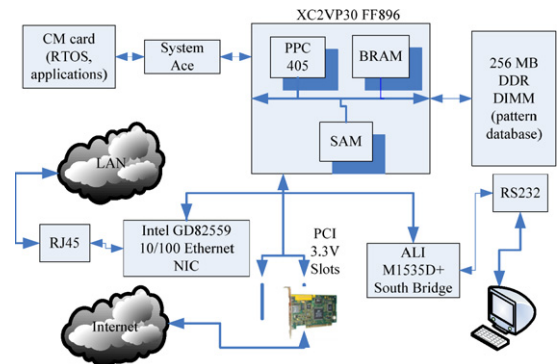 XC2VP30 FF896
CM card
(RTOS,
applications)
System
Ace
PPC
405
BRAM
SAM
256 MB
DDR
DIMM
(pattern
database)
LAN
RJ45
Intel GD82559
10/100 Ethernet
NIC
PCI
3.3V
Slots
ALI
M1535D+
South Bridge
RS232
Internet